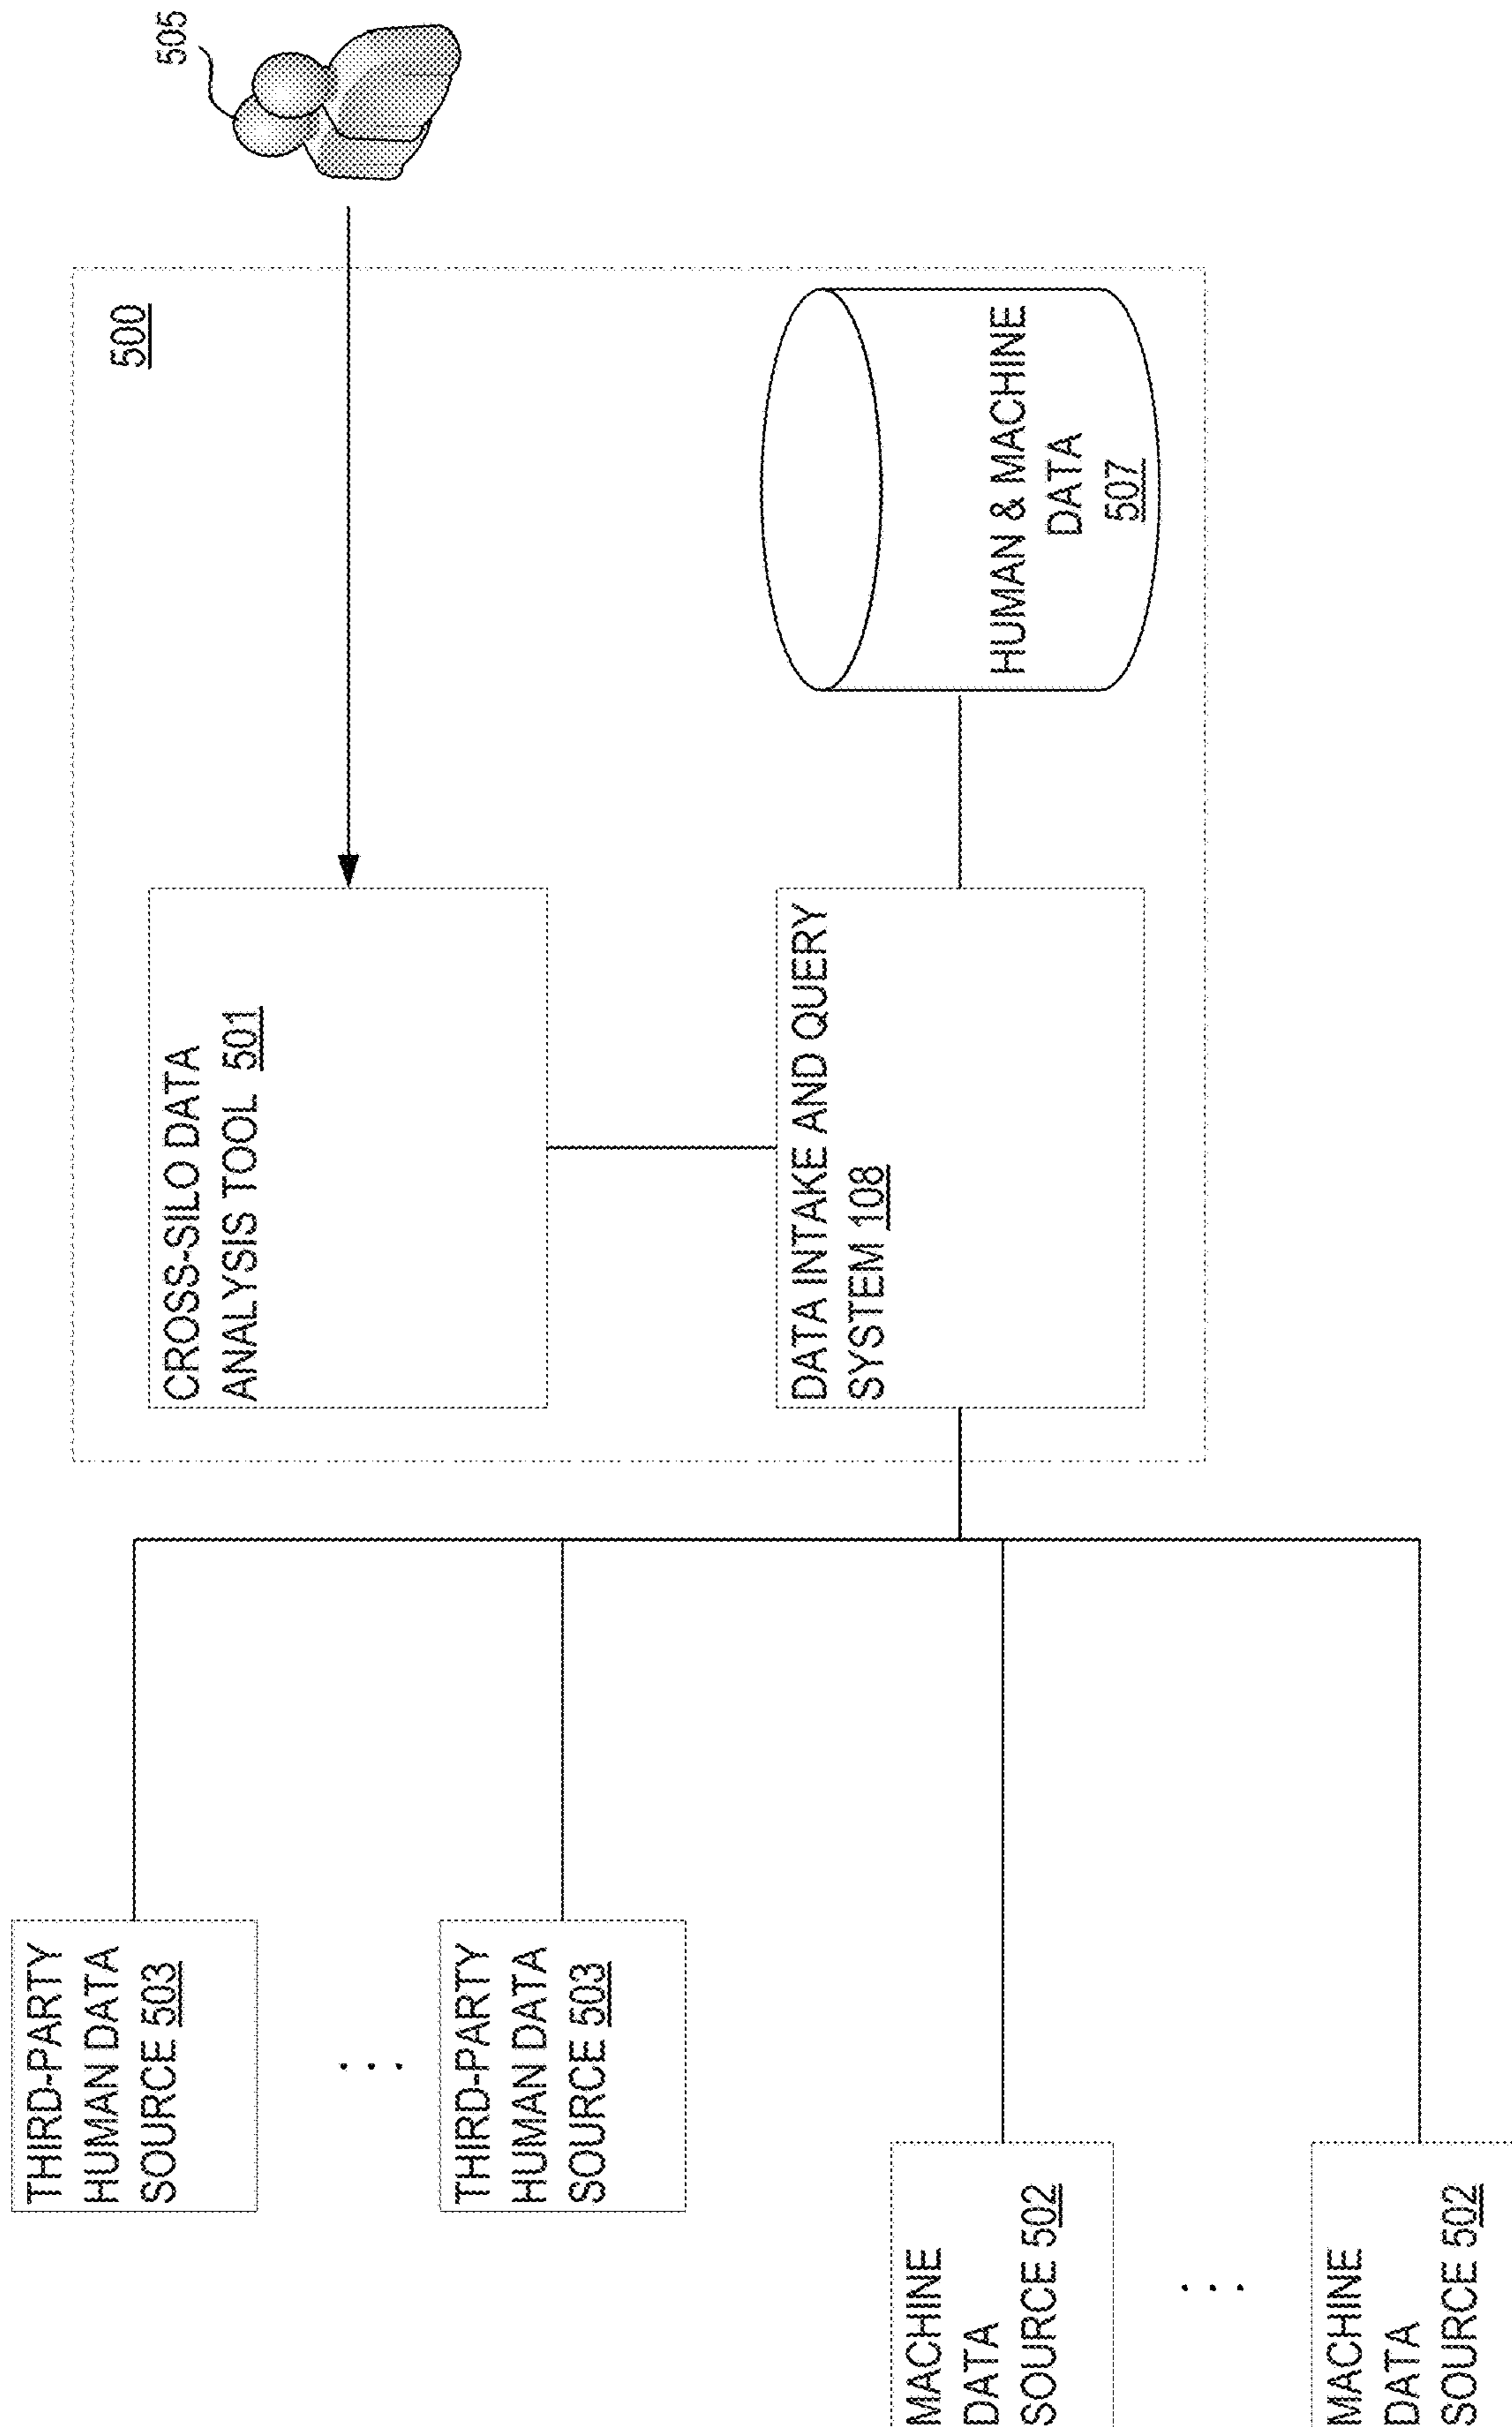 THIRD-PARTY
HUMAN DATA
SOURCE 503
. . .
THIRD-PARTY
HUMAN DATA
SOURCE 503
MACHINE
DATA
SOURCE 502
. . .
MACHINE
DATA
SOURCE 502
500
CROSS-SILO DATA
ANALYSIS TOOL 501
DATA INTAKE AND QUERY
SYSTEM 108
HUMAN & MACHINE
DATA
507
505